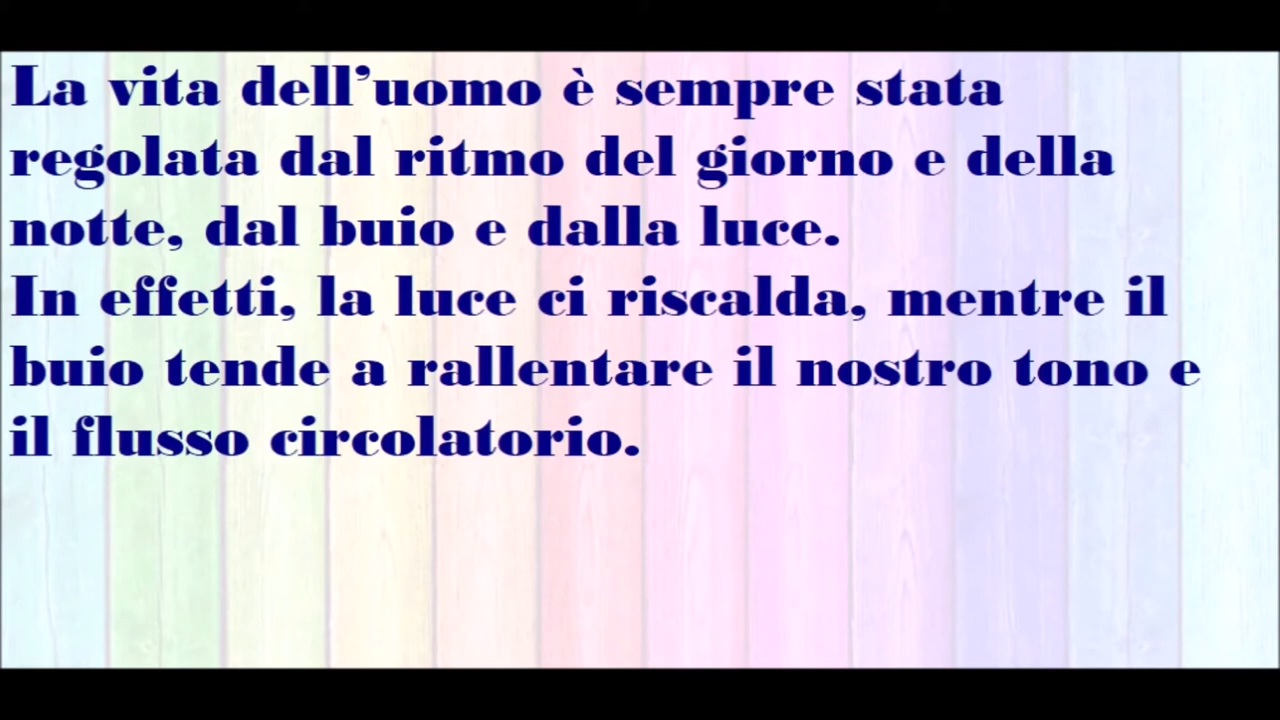 La vita dell’uomo è sempre stata
regolata dal ritmo del giorno e della
notte, dal buio e dalla luce.
In effetti, la luce ci riscalda, mentre il
buio tende a rallentare il nostro tono e
il flusso circolatorio.